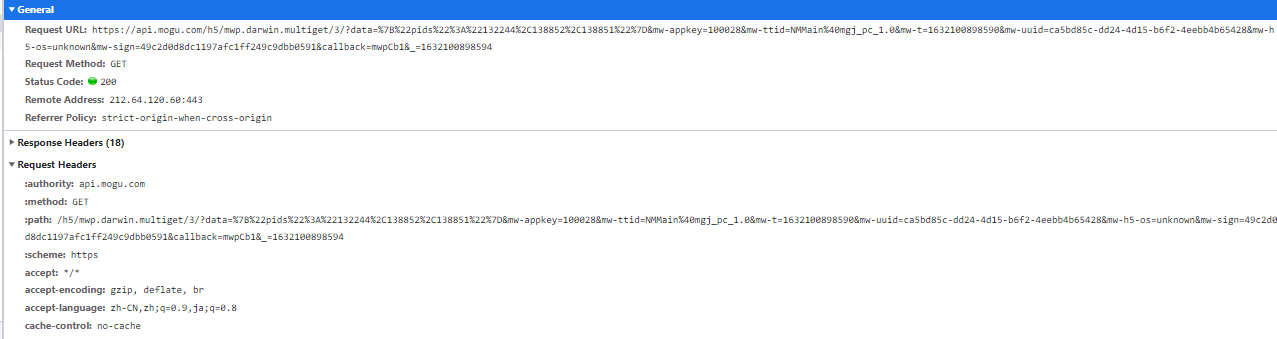 General
Request URL: https://api.mogu.com/h5/mwp.darwin.multiget/3/?data=%7B%22pids%22%3A%22132244%2C138852%2C138851%22%7D&mw-appkey=100028&mw-ttid=NMMain%40mgj_pc_1.0&mw-t=1632100898590&mw-uuid=ca5bd85c-dd24-4d15-b6f2-4eebb4b65428&mw-h
5-os=unknown&mw-sign=49c2d0d8dc1197afc1ff249c9dbb0591&callback=mwpCb1&_=1632100898594
Request Method: GET
Status Code: 200
Remote Address: 212.64.120.60:443
Referrer Policy: strict-origin-when-cross-origin
Response Headers (18)
Request Headers
:authority: api.mogu.com
:method: GET
:path: /h5/mwp.darwin.multiget/3/?data=%7B%22pids%22%3A%22132244%2C138852%2C138851%22%7D&mw-appkey=100028&mw-ttid=NMMain%40mgj_pc_1.0&mw-t=1632100898590&mw-uuid=ca5bd85c-dd24-4d15-b6f2-4eebb4b65428&mw-h5-os=unknown&mw-sign=49c2d0
d8dc1197afc1ff249c9dbb0591&callback=mwpCb1&_=1632100898594
:scheme: https
accept: */*
accept-encoding: gzip, deflate, br
accept-language: zh-CN,zh;q=0.9,ja;q=0.8
cache-control: no-cache